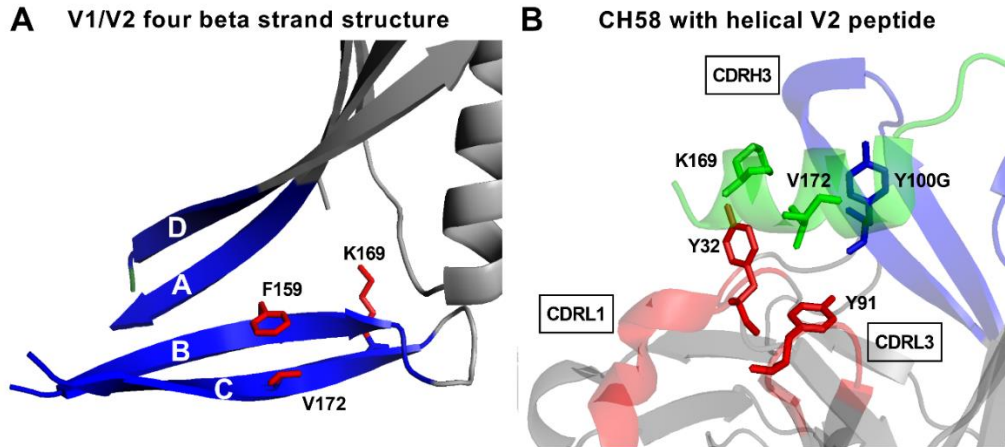 A V1/V2 four beta strand structure
D
A
B
C
F159
K169
V172
B CH58 with helical V2 peptide
CDRH3
K169
V172
Y100G
Y32
Y91
CDRL1
CDRL3